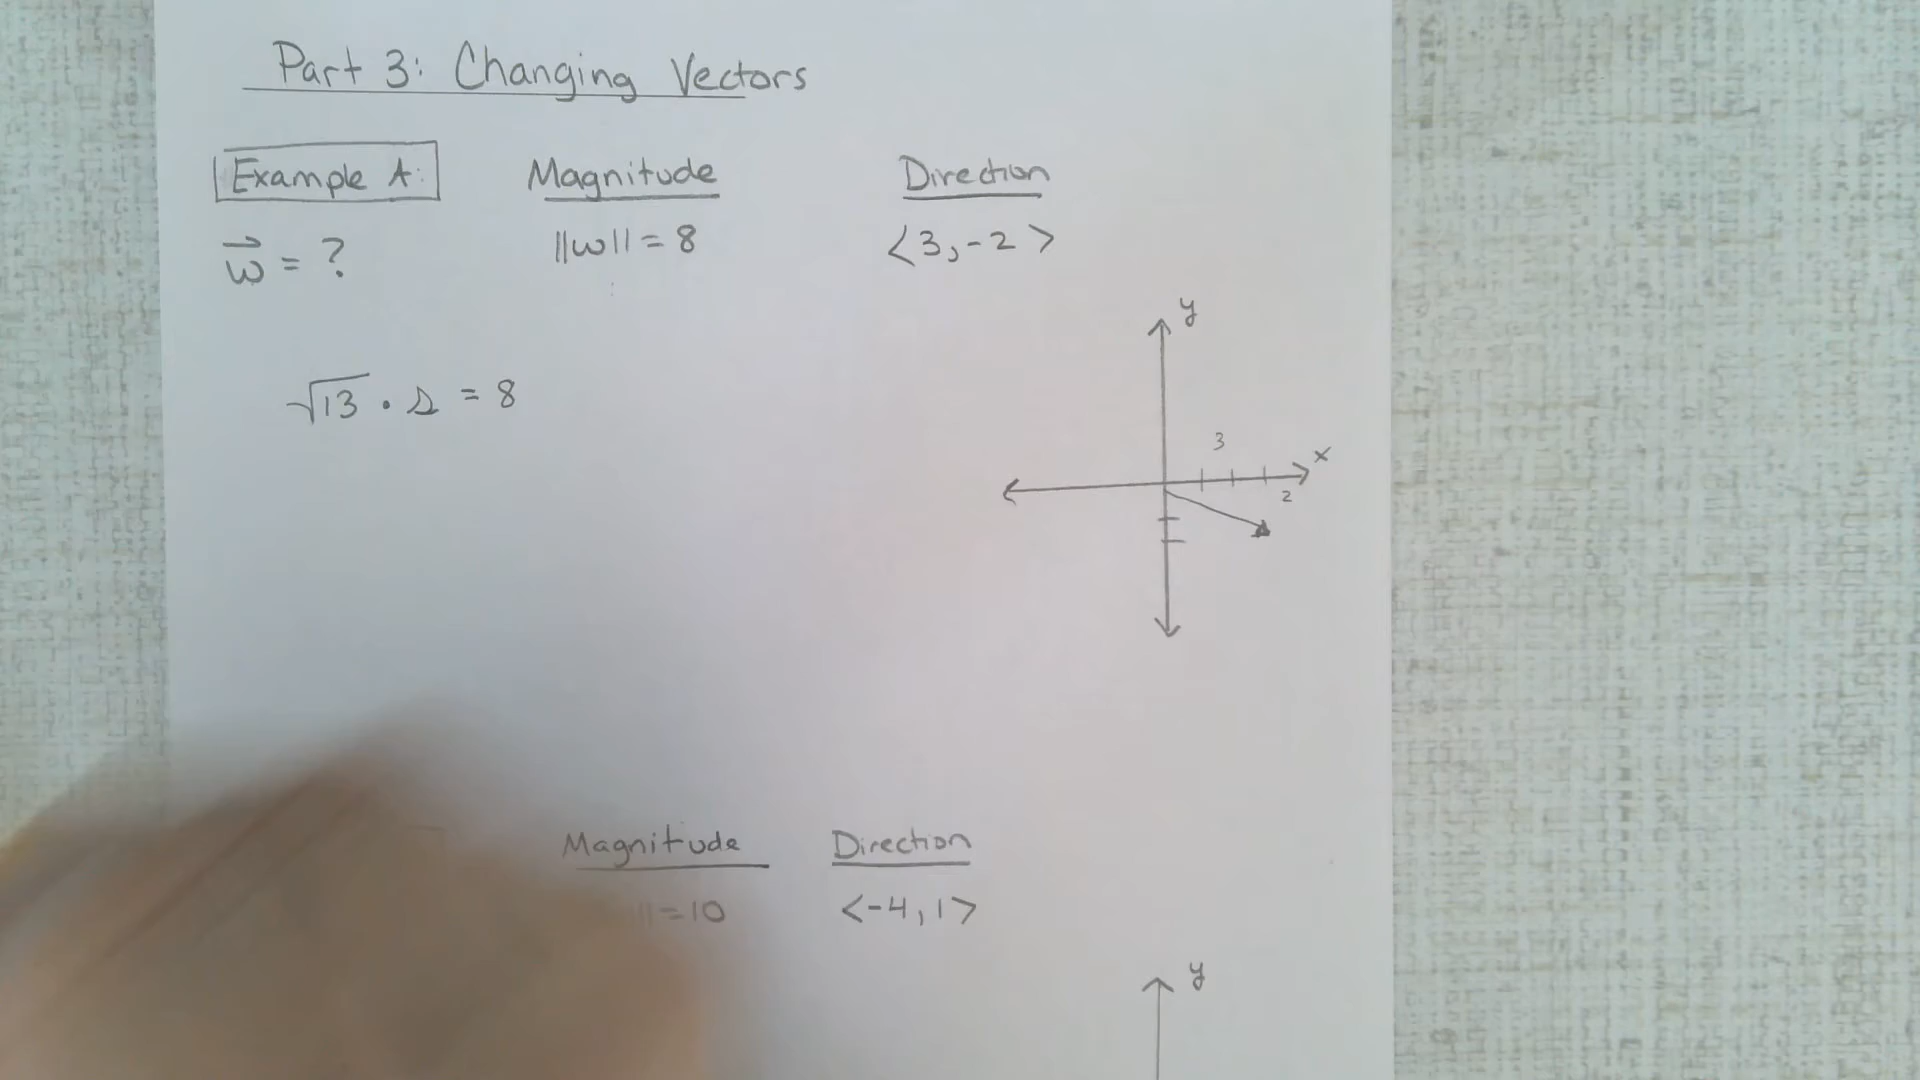 Part 3: Changing Vectors
Example A: Magnitude Direction
w⃗ = ? ||w|| = 8 <3, -2>
y
√13 · s = 8
3
x
2
Magnitude Direction
|| = 10 <-4, 1>
y